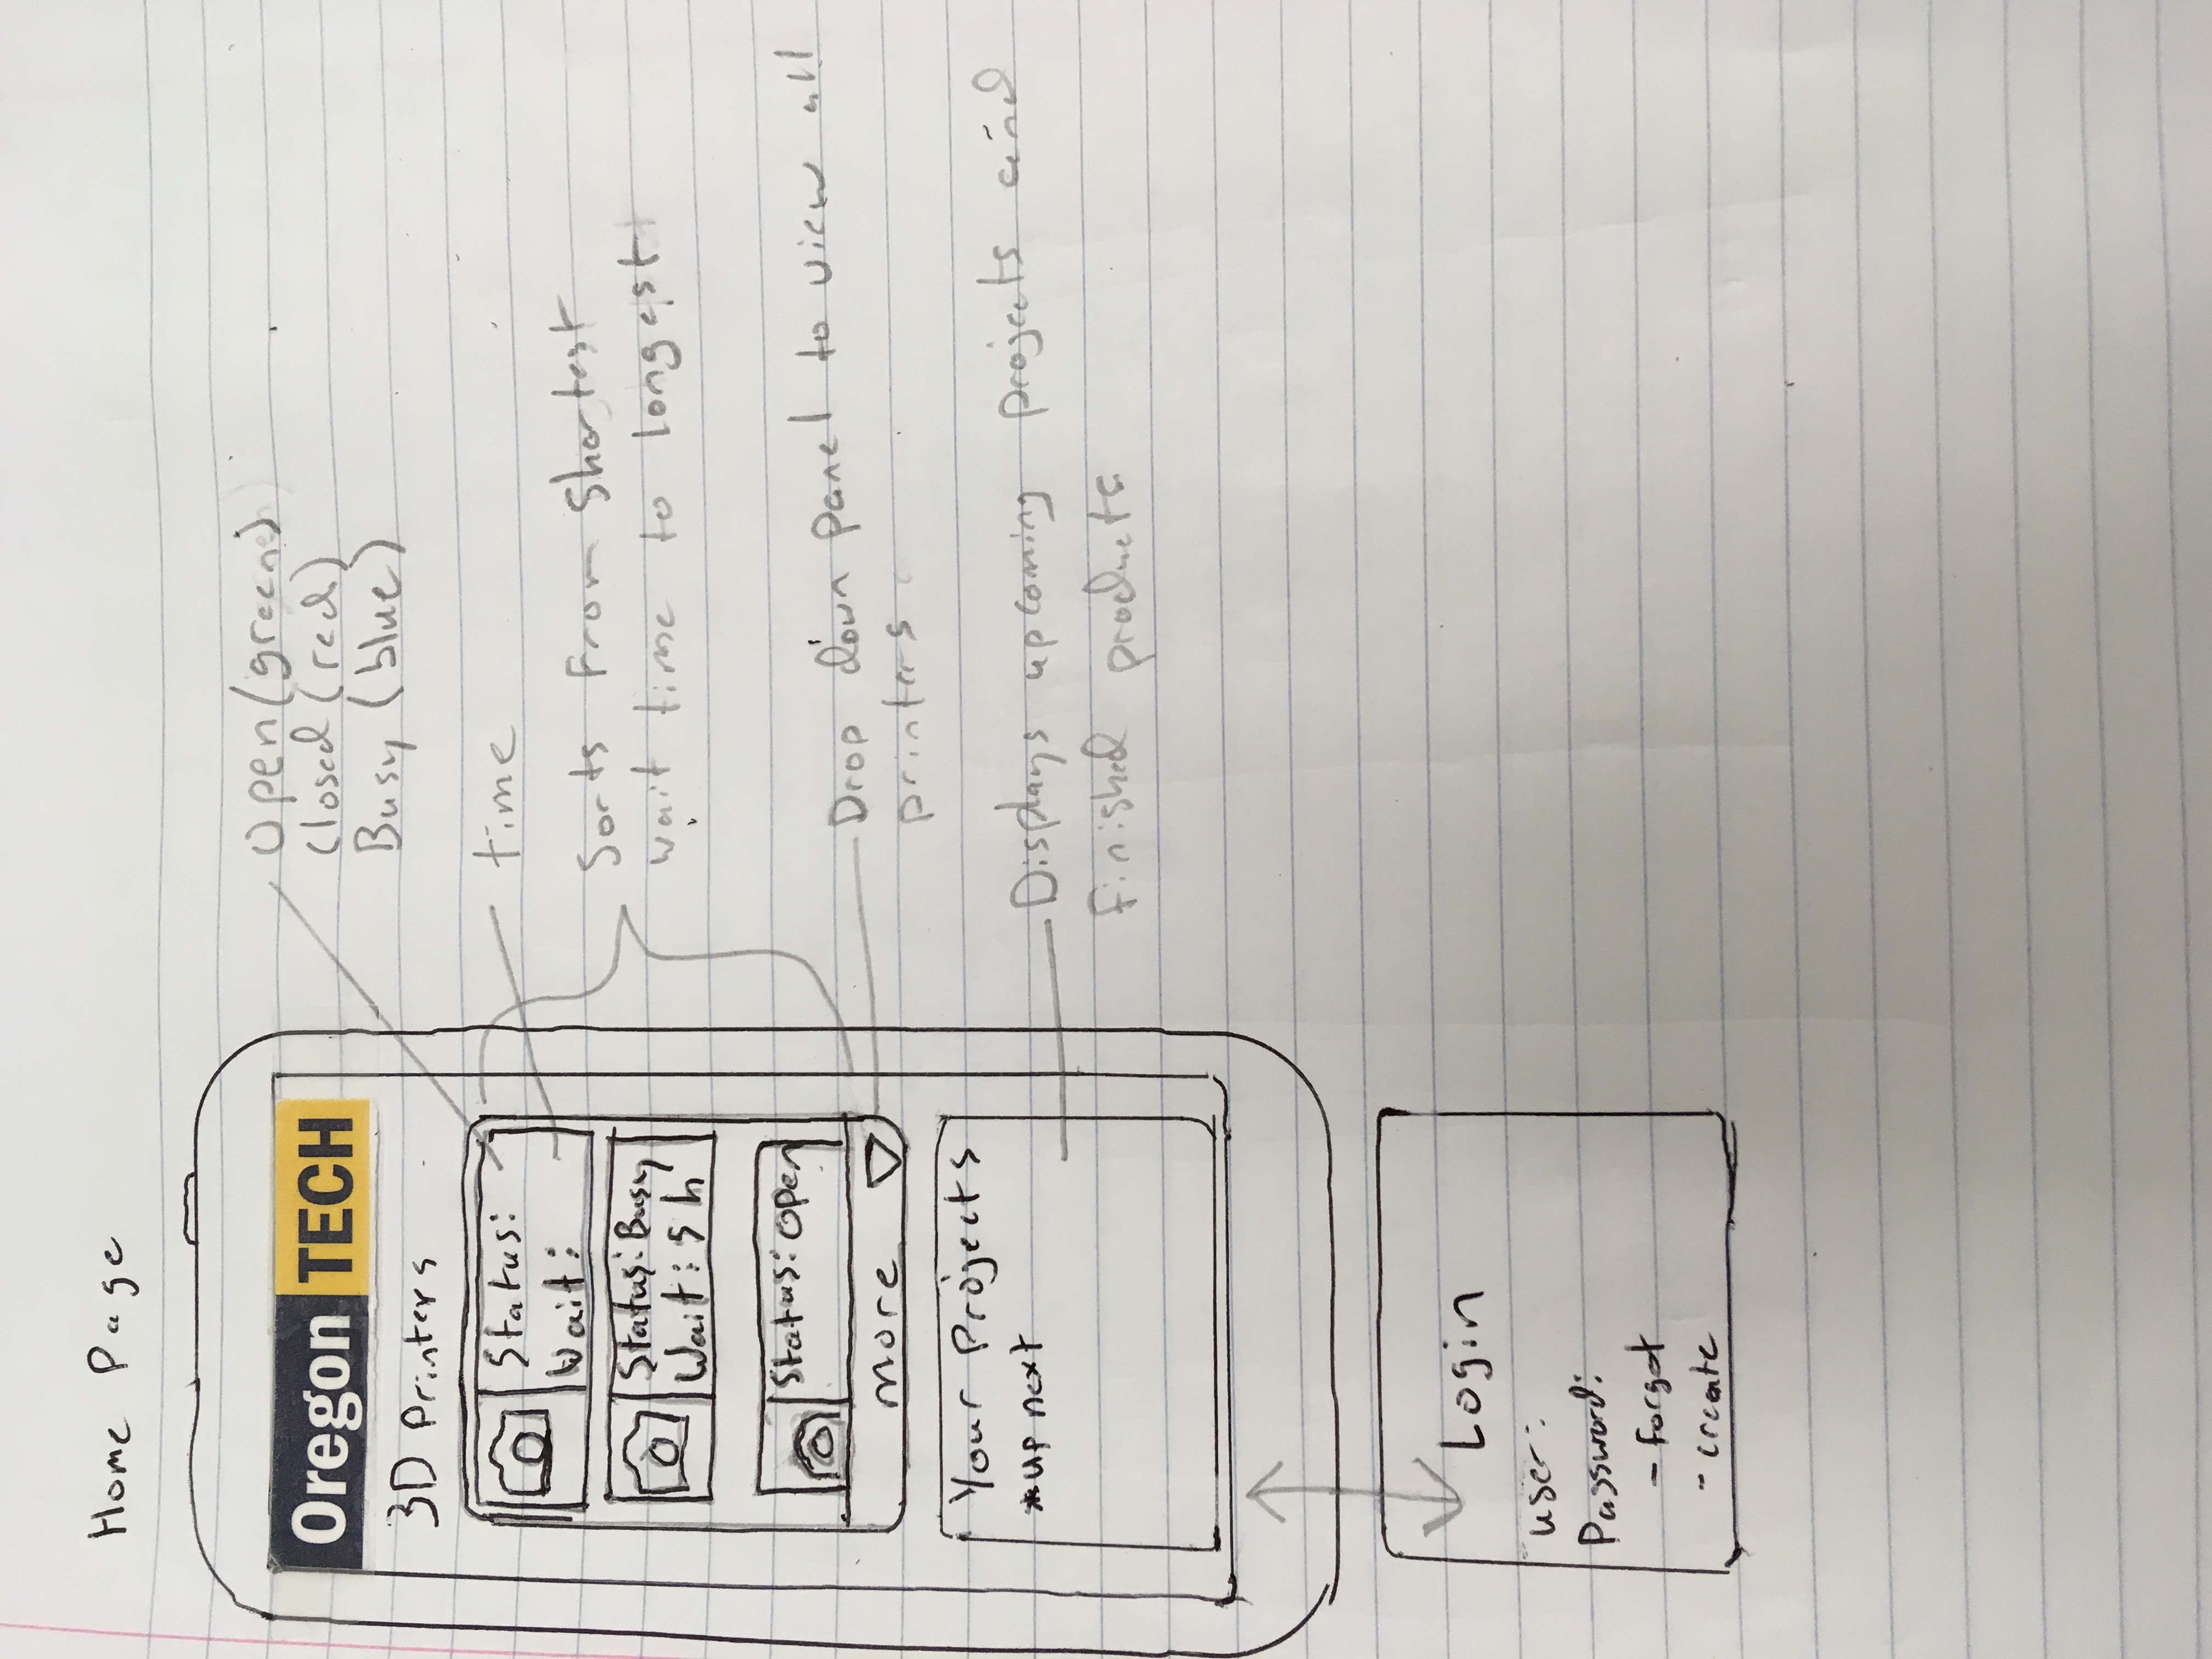 Home Page
Oregon TECH
3D Printers
Status:
Wait:
Status: Busy
Wait: 5 h
Status: open
more
Your Projects
*up next
Open (green)
Closed (red)
Busy (blue)
time
Sorts from Shortest
wait time to longest
Drop down panel to view all
printers
Displays upcoming projects and
finished products
Login
user:
Password:
- forgot
- create